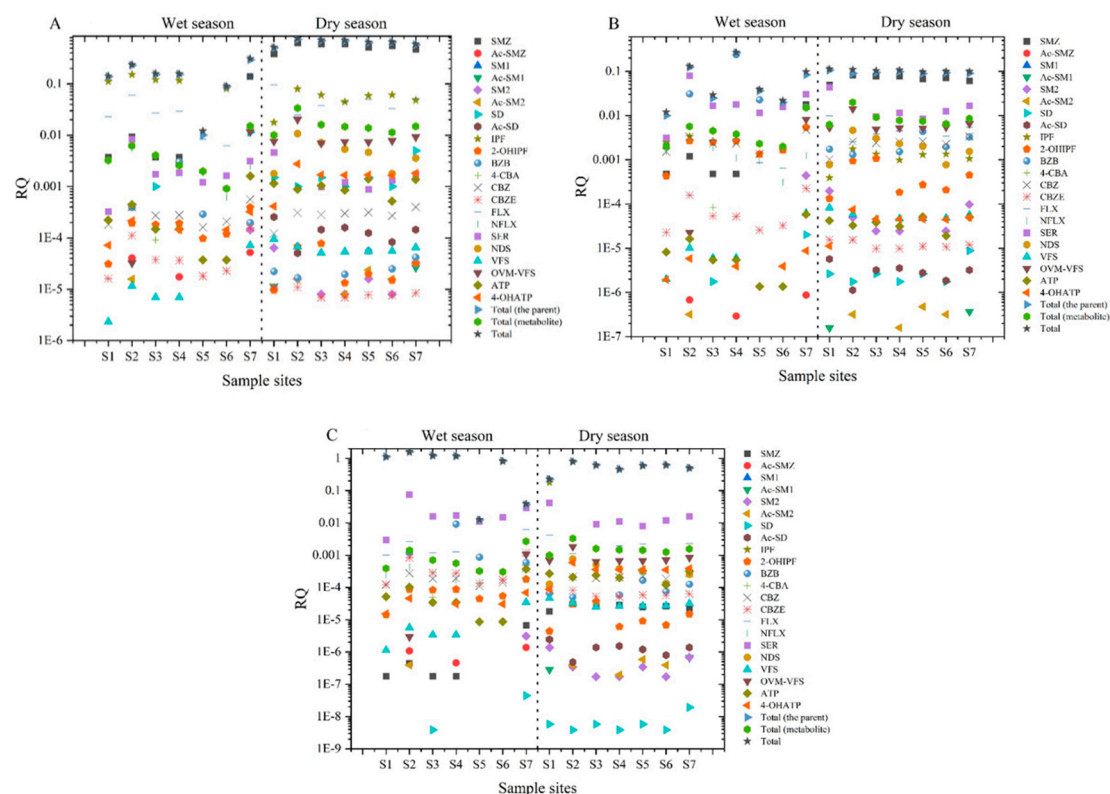 A
Wet season Dry season
RQ
0.1
0.01
0.001
1E-4
1E-5
1E-6
S1 S2 S3 S4 S5 S6 S7 S1 S2 S3 S4 S5 S6 S7
Sample sites
SMZ
Ac-SMZ
SM1
Ac-SM1
SM2
Ac-SM2
SD
Ac-SD
IPF
2-OHIPF
BZB
4-CBA
CBZ
CBZE
FLX
NFLX
SER
NDS
VFS
OVM-VFS
ATP
4-OHATP
Total (the parent)
Total (metabolite)
Total
B
Wet season Dry season
RQ
0.1
0.01
0.001
1E-4
1E-5
1E-6
1E-7
S1 S2 S3 S4 S5 S6 S7 S1 S2 S3 S4 S5 S6 S7
Sample sites
SMZ
Ac-SMZ
SM1
Ac-SM1
SM2
Ac-SM2
SD
Ac-SD
IPF
2-OHIPF
BZB
4-CBA
CBZ
CBZE
FLX
NFLX
SER
NDS
VFS
OVM-VFS
ATP
4-OHATP
Total (the parent)
Total (metabolite)
Total
C
Wet season Dry season
RQ
1
0.1
0.01
0.001
1E-4
1E-5
1E-6
1E-7
1E-8
1E-9
S1 S2 S3 S4 S5 S6 S7 S1 S2 S3 S4 S5 S6 S7
Sample sites
SMZ
Ac-SMZ
SM1
Ac-SM1
SM2
Ac-SM2
SD
Ac-SD
IPF
2-OHIPF
BZB
4-CBA
CBZ
CBZE
FLX
NFLX
SER
NDS
VFS
OVM-VFS
ATP
4-OHATP
Total (the parent)
Total (metabolite)
Total